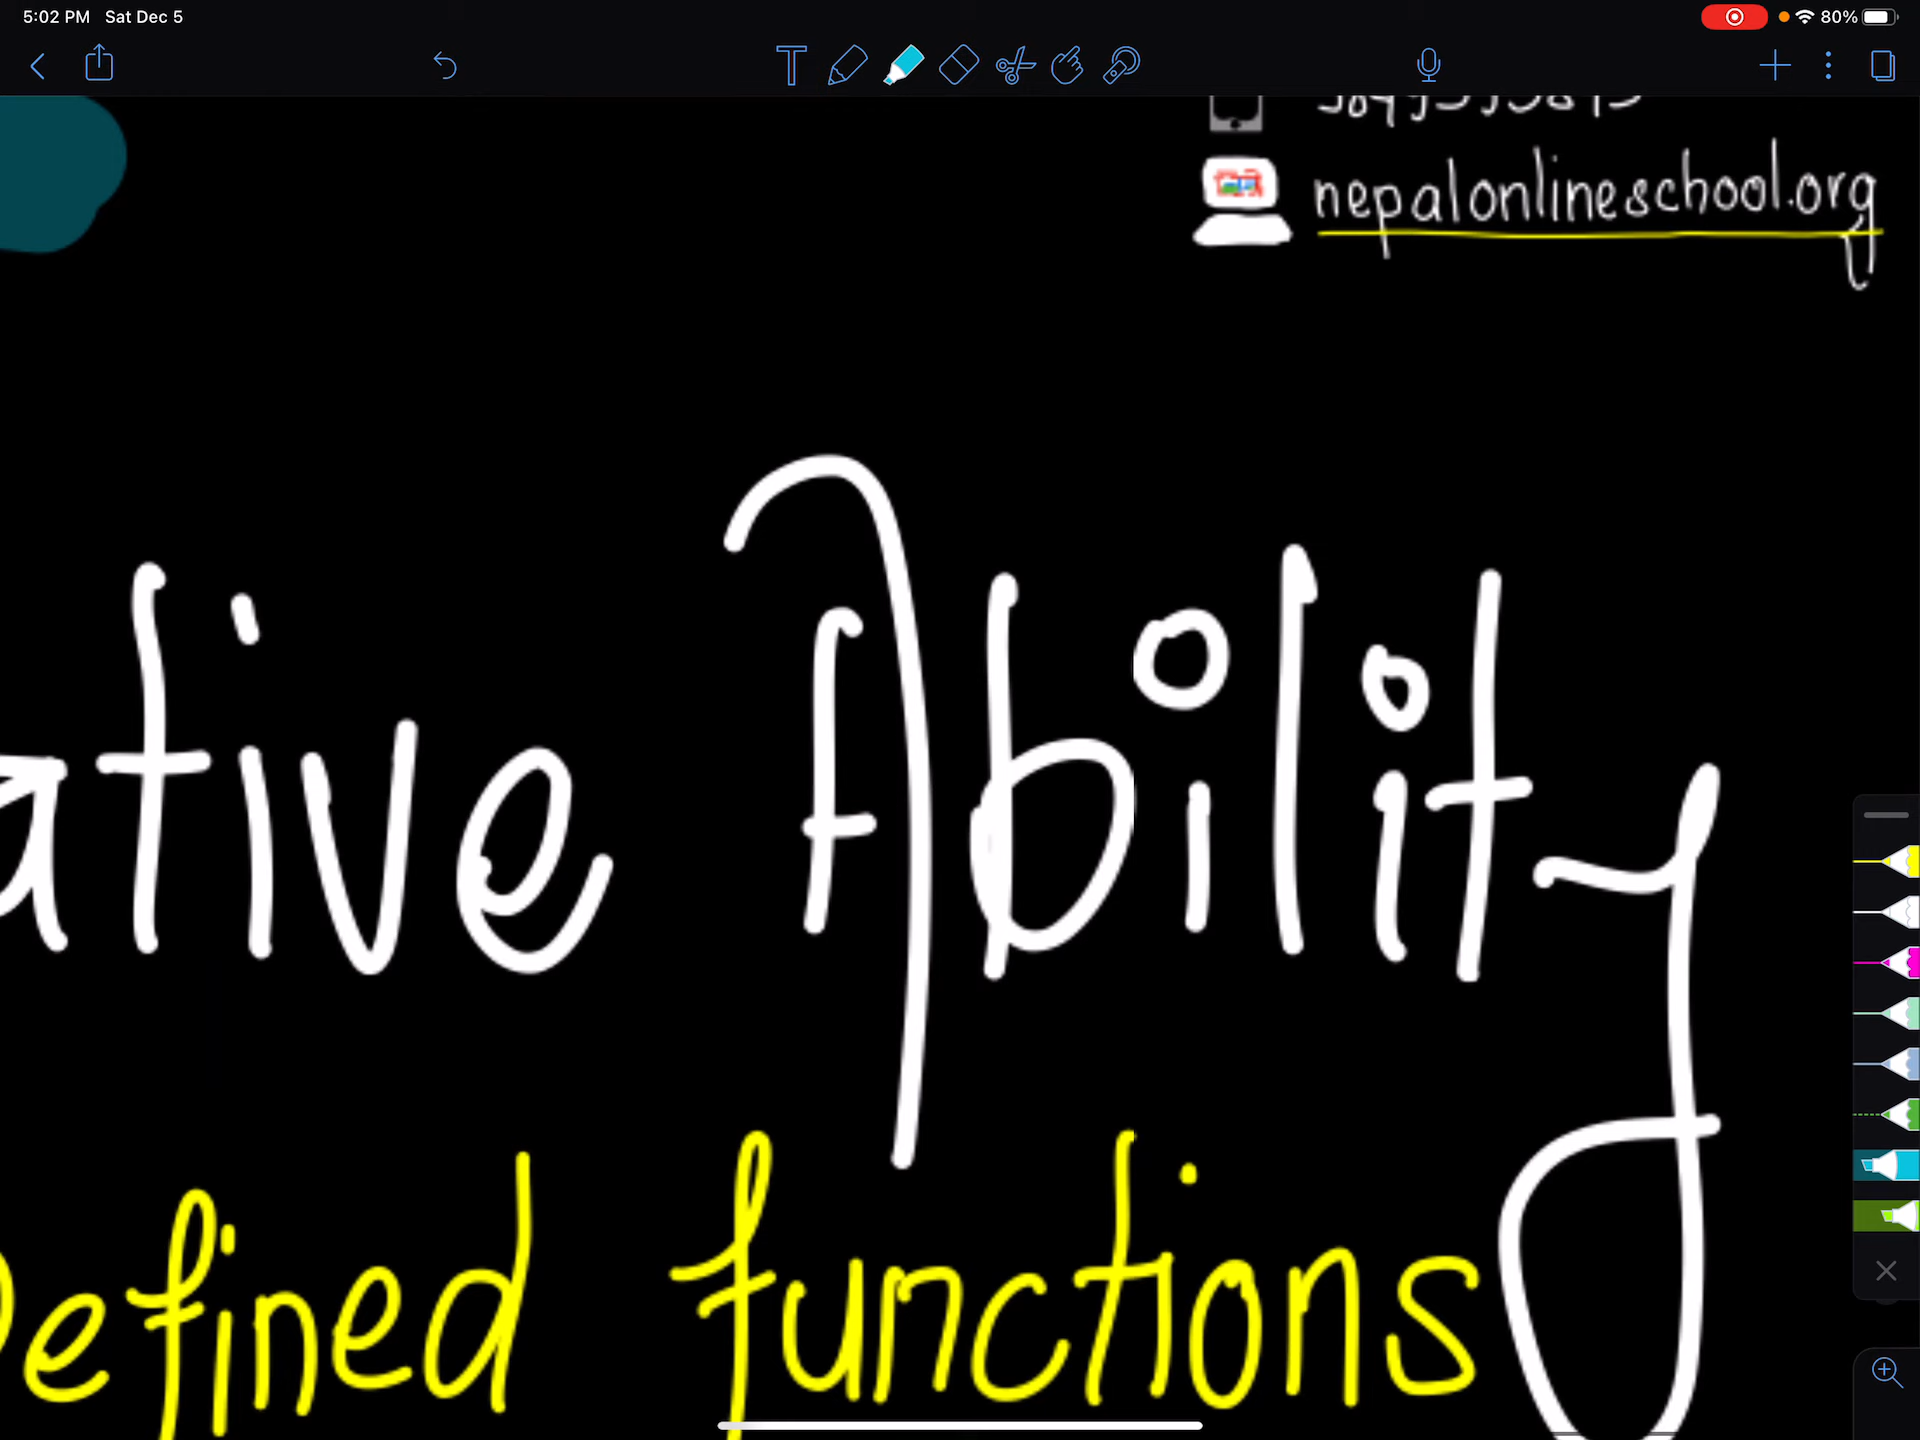 5:02 PM Sat Dec 5
80%
nepalonlineschool.org
ative Ability
efined functions